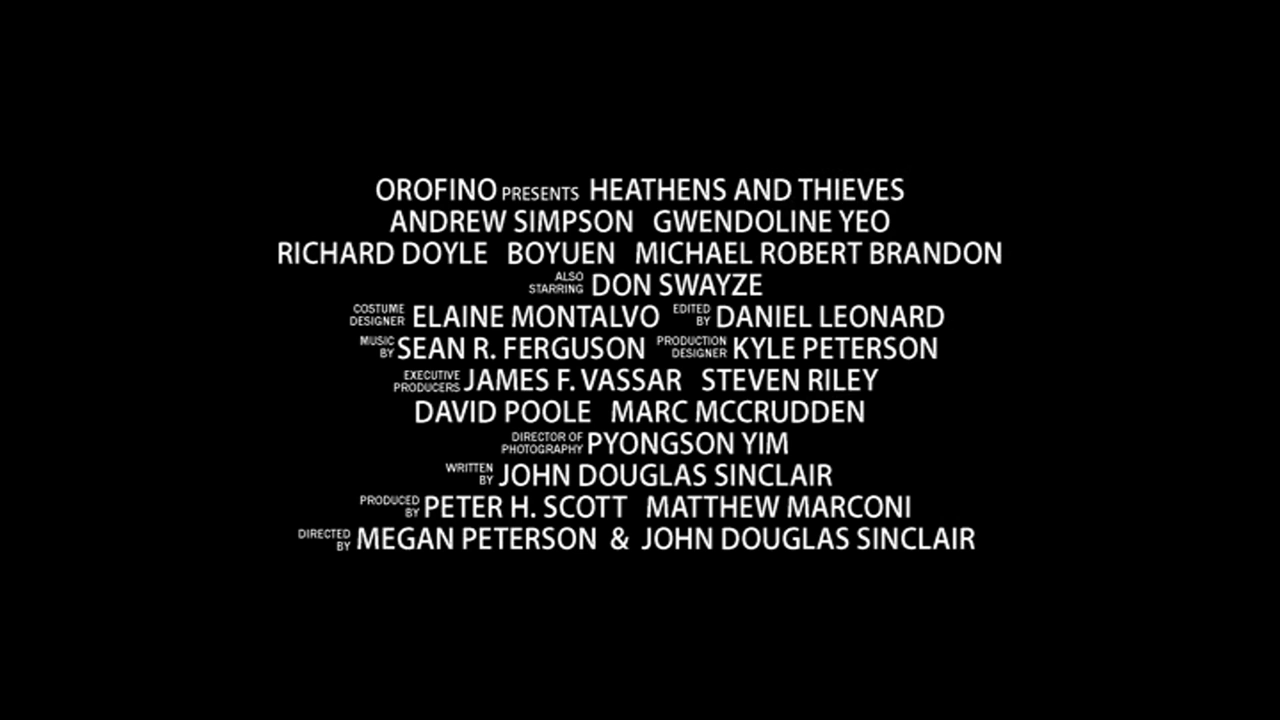 OROFINO PRESENTS HEATHENS AND THIEVES
ANDREW SIMPSON GWENDOLINE YEO
RICHARD DOYLE BOYUEN MICHAEL ROBERT BRANDON
ALSO STARRING DON SWAYZE
COSTUME DESIGNER ELAINE MONTALVO EDITED BY DANIEL LEONARD
MUSIC BY SEAN R. FERGUSON PRODUCTION DESIGNER KYLE PETERSON
EXECUTIVE PRODUCERS JAMES F. VASSAR STEVEN RILEY
DAVID POOLE MARC MCCRUDDEN
DIRECTOR OF PHOTOGRAPHY PYONGSON YIM
WRITTEN BY JOHN DOUGLAS SINCLAIR
PRODUCED BY PETER H. SCOTT MATTHEW MARCONI
DIRECTED BY MEGAN PETERSON & JOHN DOUGLAS SINCLAIR